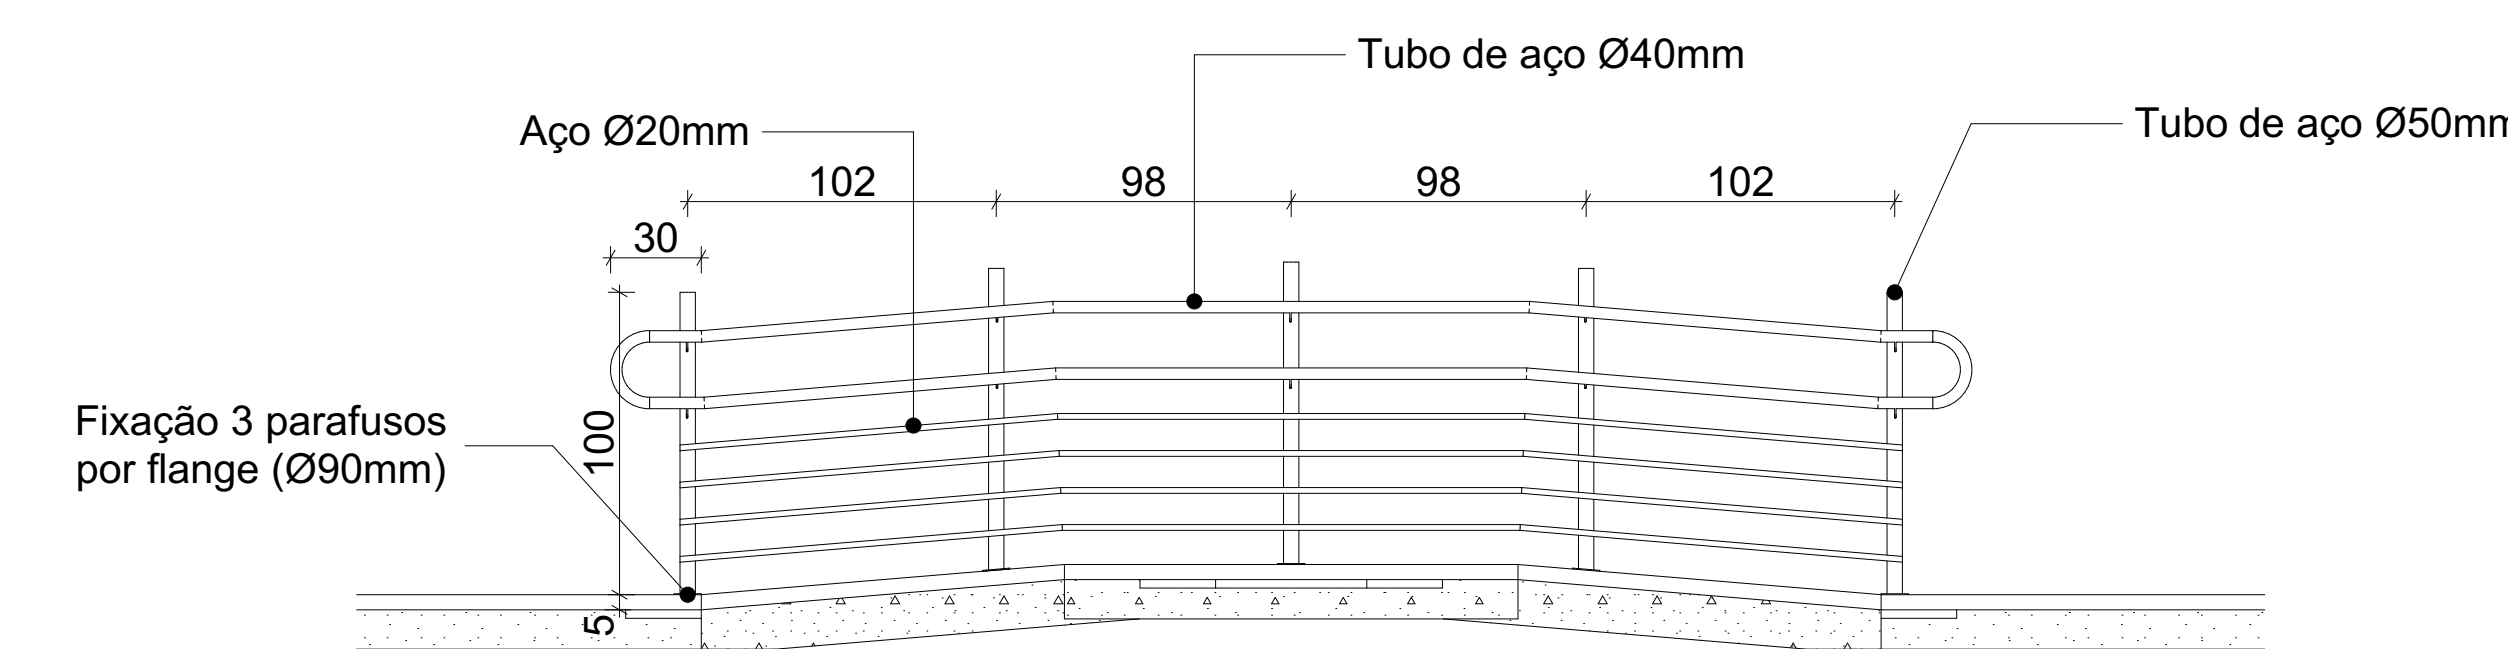 Tubo de aço Ø40mm
Tubo de aço Ø50mm
Aço Ø20mm
102
98
98
102
30
Fixação 3 parafusos
por flange (Ø90mm)
100
5